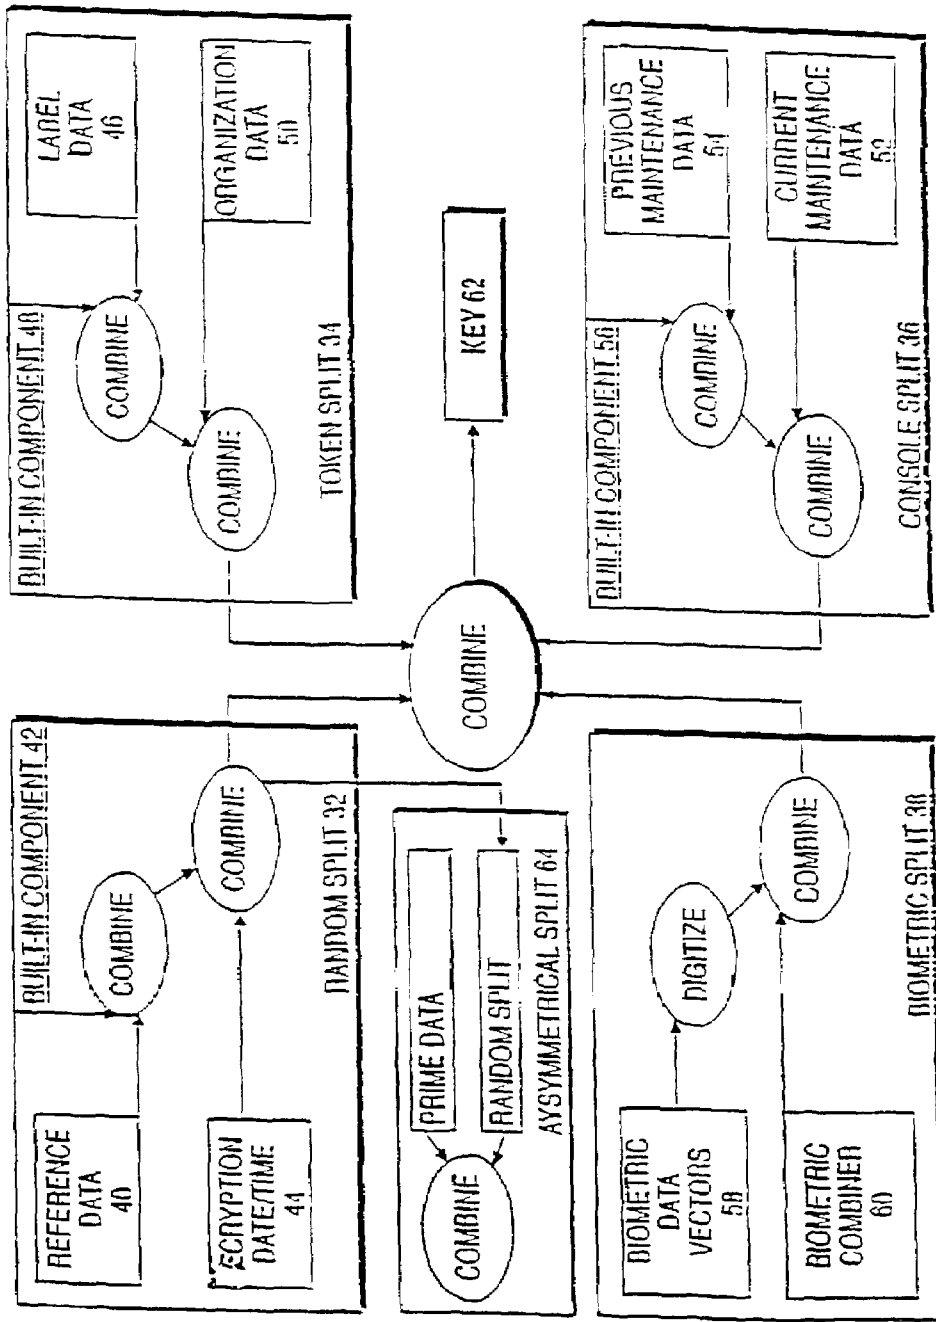 BUILT-IN COMPONENT 42
REFERENCE
DATA
40
COMBINE
ECRYPTION
DATE/TIME
44
COMBINE
RANDOM SPLIT 32
BUILT-IN COMPONENT 48
COMBINE
LABEL
DATA
46
COMBINE
ORGANIZATION
DATA
50
TOKEN SPLIT 34
COMBINE
PRIME DATA
RANDOM SPLIT
AYSYMMETRICAL SPLIT 64
COMBINE
KEY 62
BIOMETRIC
DATA
VECTORS
58
DIGITIZE
BIOMETRIC
COMBINER
60
COMBINE
BIOMETRIC SPLIT 38
BUILT-IN COMPONENT 56
COMBINE
PREVIOUS
MAINTENANCE
DATA
54
COMBINE
CURRENT
MAINTENANCE
DATA
52
CONSOLE SPLIT 36